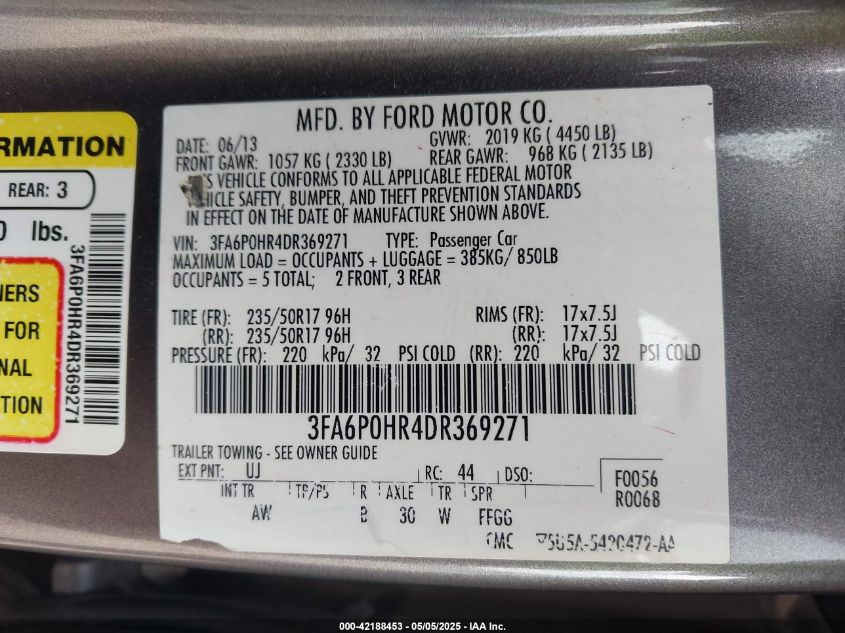 RMATION
REAR: 3
0 lbs.
3FA6P0HR4DR369271
NERS
FOR
NAL
TION
MFD. BY FORD MOTOR CO.
DATE: 06/13 GVWR: 2019 KG ( 4450 LB)
FRONT GAWR: 1057 KG ( 2330 LB) REAR GAWR: 968 KG ( 2135 LB)
VEHICLE CONFORMS TO ALL APPLICABLE FEDERAL MOTOR
SAFETY, BUMPER, AND THEFT PREVENTION STANDARDS
IN EFFECT ON THE DATE OF MANUFACTURE SHOWN ABOVE.
VIN: 3FA6P0HR4DR369271 TYPE: Passenger Car
MAXIMUM LOAD = OCCUPANTS + LUGGAGE = 385KG/ 850LB
OCCUPANTS = 5 TOTAL; 2 FRONT, 3 REAR
TIRE (FR): 235/50R17 96H RIMS (FR): 17x7.5J
(RR): 235/50R17 96H (RR): 17x7.5J
PRESSURE (FR): 220 kPa/ 32 PSI COLD (RR): 220 kPa/ 32 PSI COLD
3FA6P0HR4DR369271
TRAILER TOWING - SEE OWNER GUIDE
EXT PNT: UJ RC: 44 DSO:
F0056
R0068
INT TR TP/PS R AXLE TR SPR
AW B 30 W FFGG
000-42188453 - 05/05/2025 - IAA Inc.